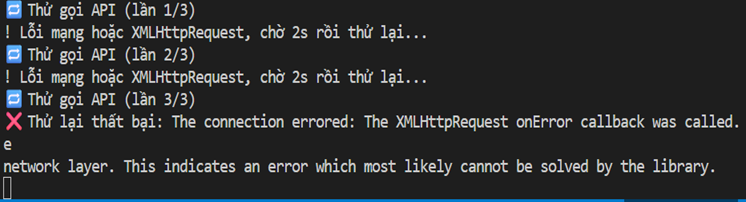 🔁 Thử gọi API (lần 1/3)
! Lỗi mạng hoặc XMLHttpRequest, chờ 2s rồi thử lại...
🔁 Thử gọi API (lần 2/3)
! Lỗi mạng hoặc XMLHttpRequest, chờ 2s rồi thử lại...
🔁 Thử gọi API (lần 3/3)
❌ Thử lại thất bại: The connection errored: The XMLHttpRequest onError callback was called.
e
network layer. This indicates an error which most likely cannot be solved by the library.